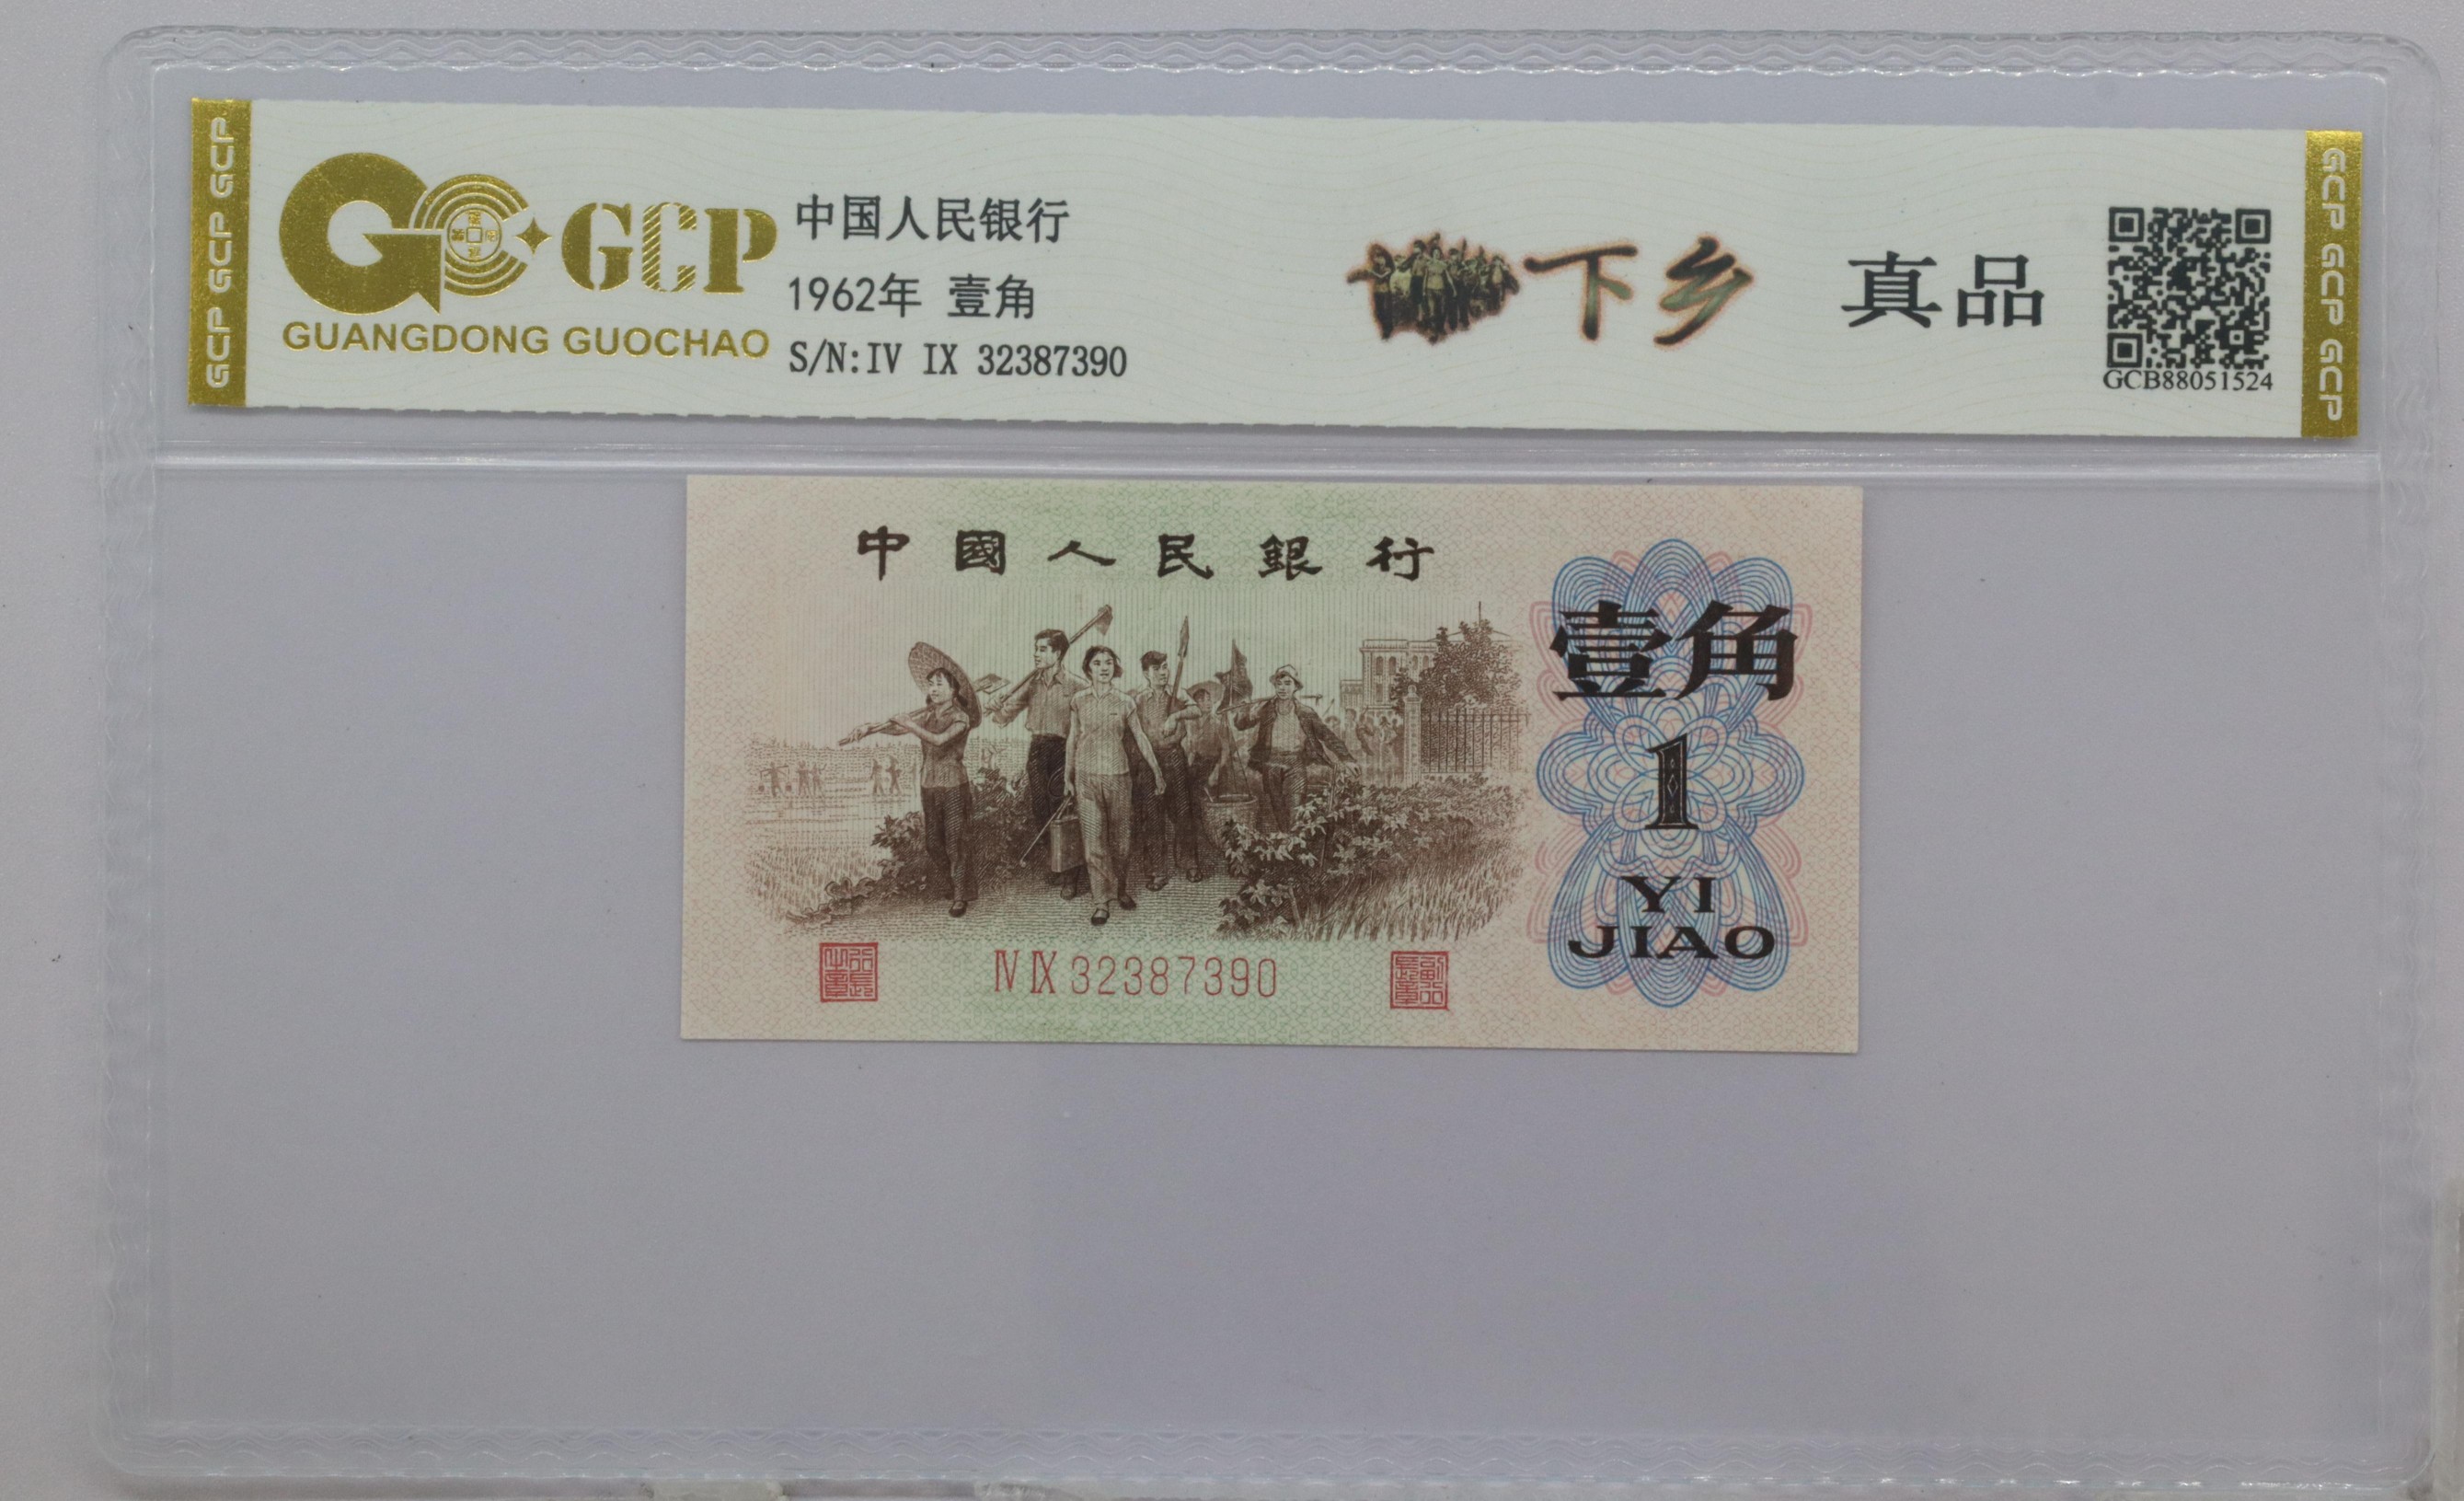 GCP GCP GCP
GCP
GUANGDONG GUOCHAO
中国人民银行
1962年 壹角
S/N:IV IX 32387390
下乡
真品
GCB88051524
GCP GCP GCP GCP
中國人民銀行
壹角
1
YI
JIAO
IV IX 32387390